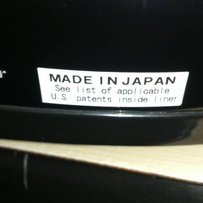 MADE IN JAPAN
See list of applicable
U.S. patents inside liner